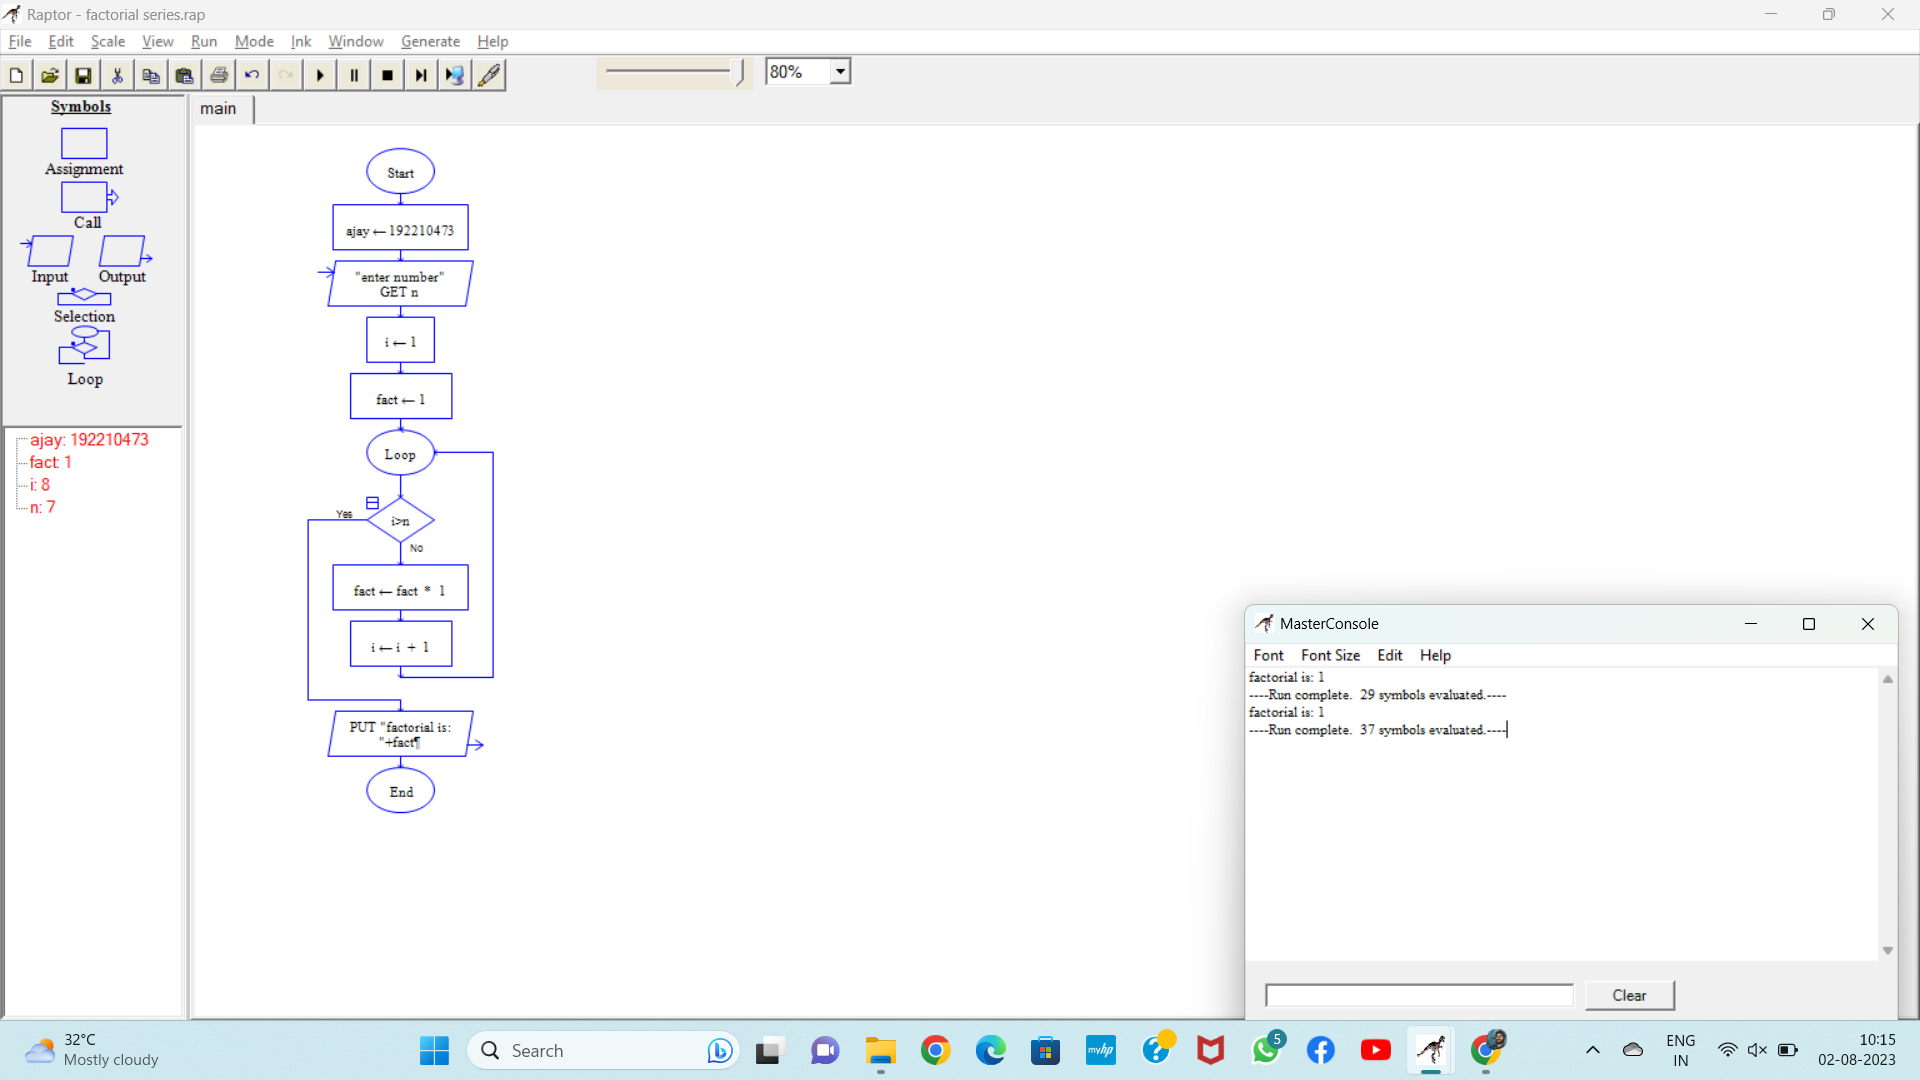 Raptor - factorial series.rap
File Edit Scale View Run Mode Ink Window Generate Help
80%
Symbols
Assignment
Call
Input Output
Selection
Loop
ajay: 192210473
fact: 1
i: 8
n: 7
main
Start
ajay ← 192210473
"enter number"
GET n
i ← 1
fact ← 1
Loop
Yes
i>n
No
fact ← fact * 1
i ← i + 1
PUT "factorial is:
"+fact¶
End
MasterConsole
Font Font Size Edit Help
factorial is: 1
----Run complete. 29 symbols evaluated.----
factorial is: 1
----Run complete. 37 symbols evaluated.----
Clear
32°C
Mostly cloudy
Search
myhp
5
ENG
IN
10:15
02-08-2023